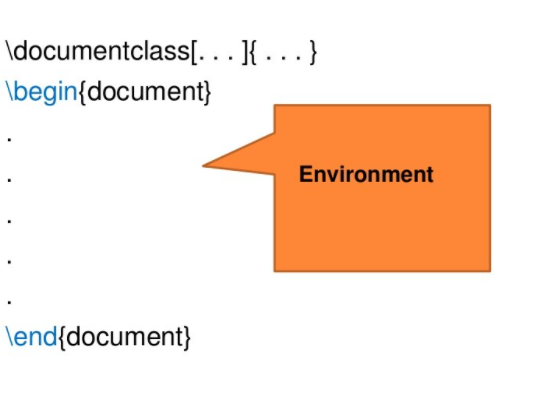 \documentclass[. . . ]{ . . . }
\begin{document}
.
.
Environment
.
.
.
\end{document}